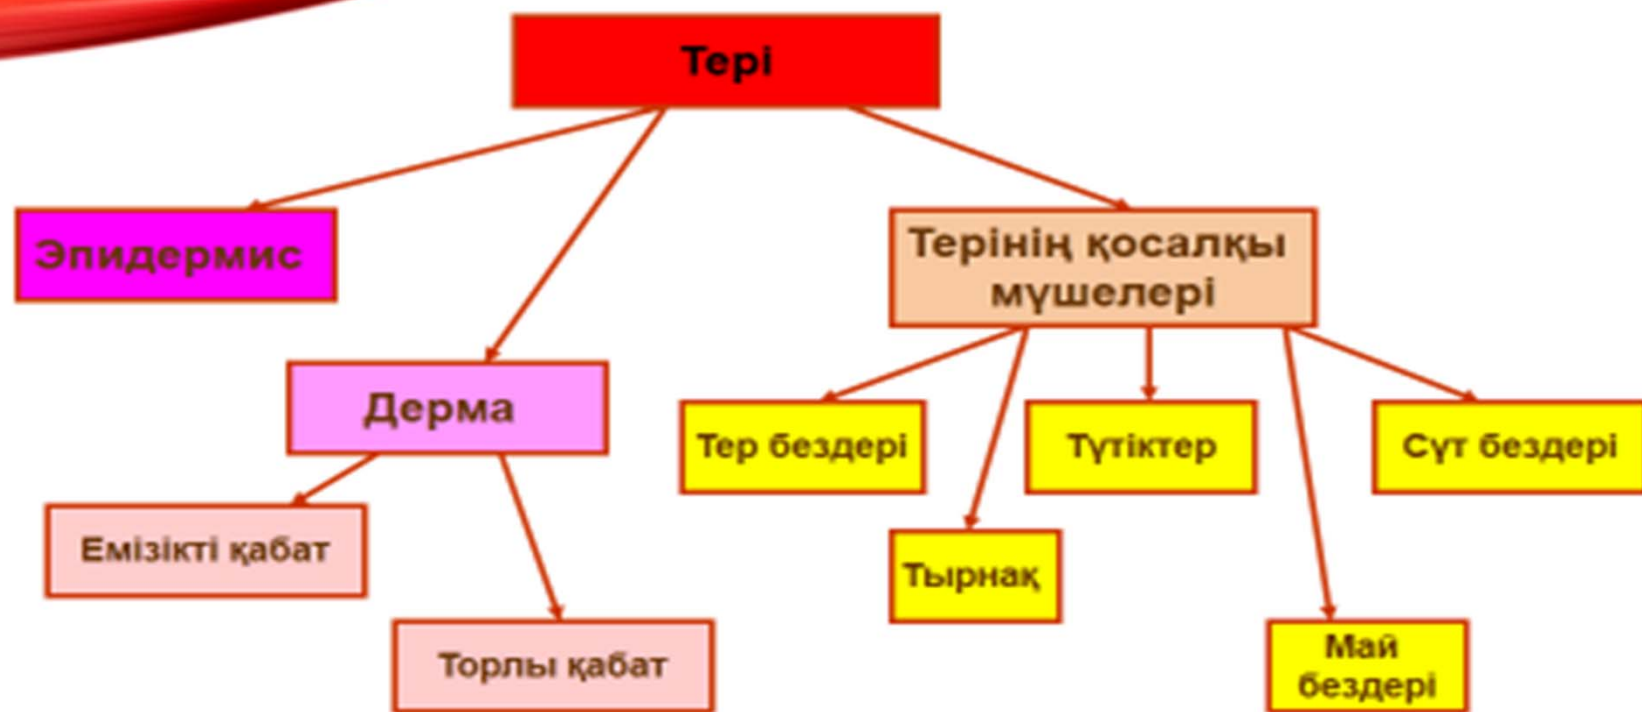 Тері
Эпидермис
Терінің қосалқы
мүшелері
Дерма
Тер бездері
Түтіктер
Сүт бездері
Емізікті қабат
Тырнақ
Торлы қабат
Май
бездері